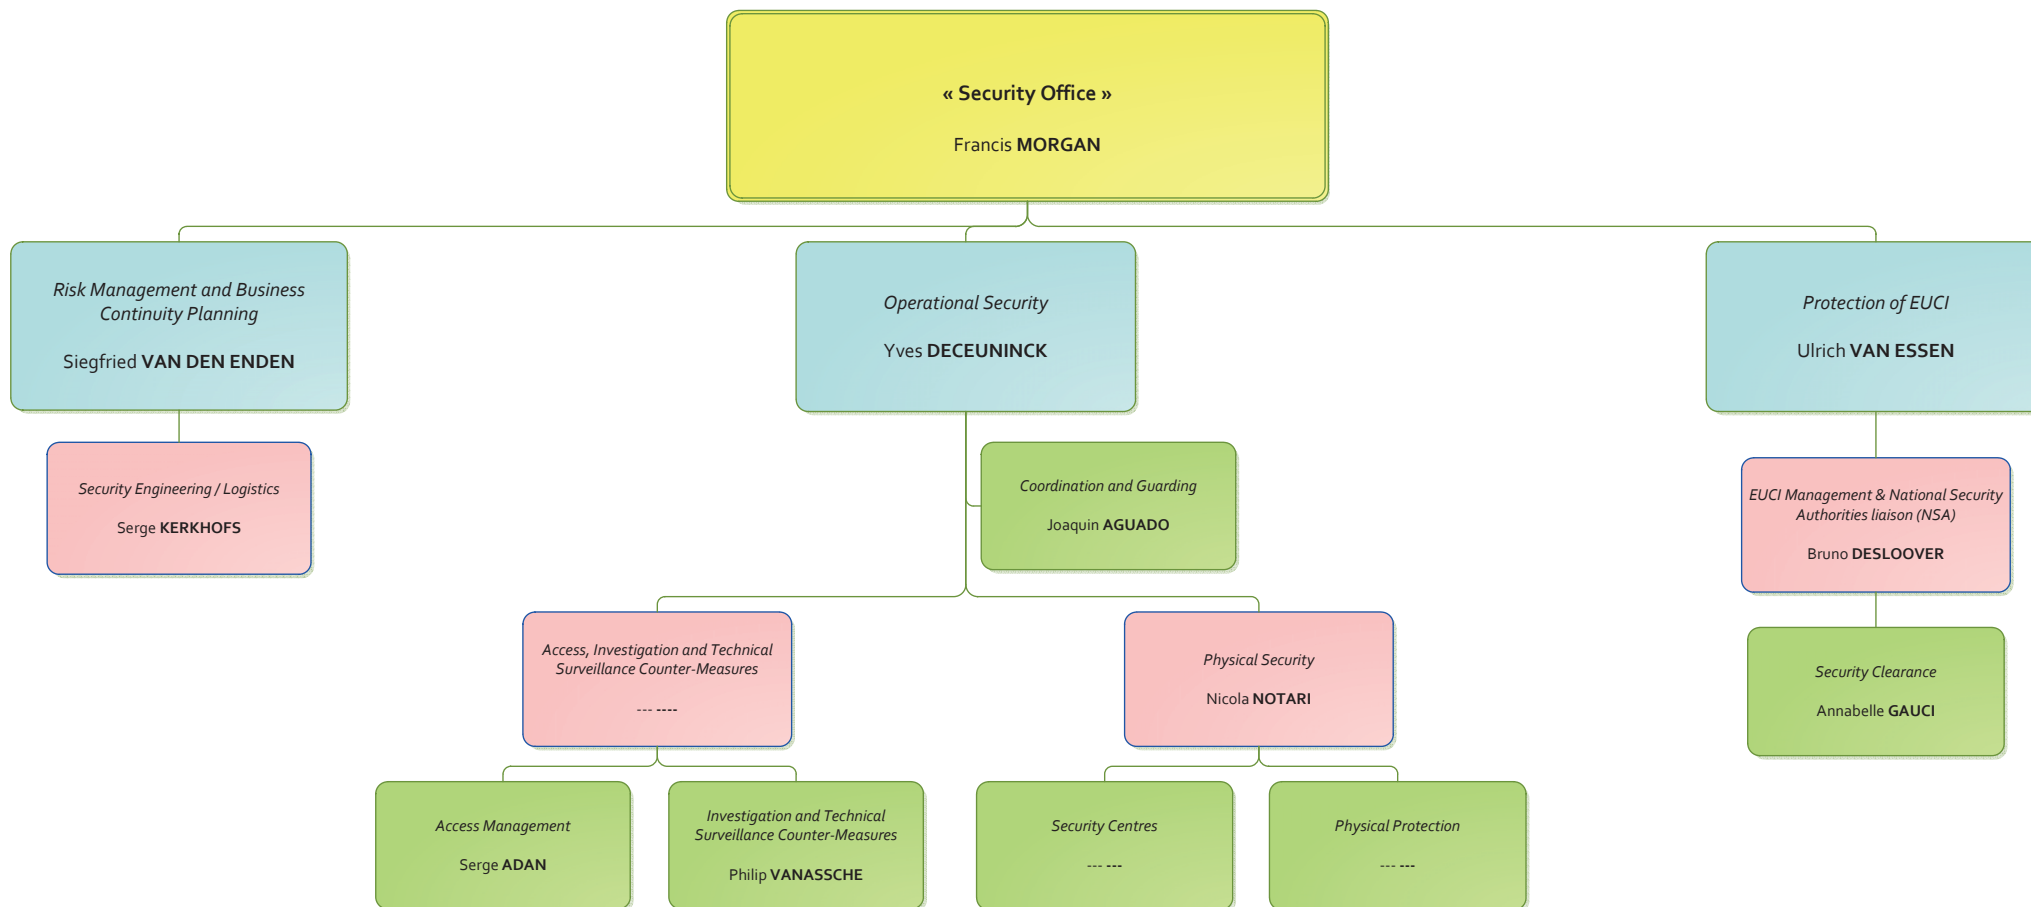 « Security Office »
Francis MORGAN
Risk Management and Business
Continuity Planning
Siegfried VAN DEN ENDEN
Operational Security
Yves DECEUNINCK
Protection of EUCI
Ulrich VAN ESSEN
Security Engineering / Logistics
Serge KERKHOFS
Coordination and Guarding
Joaquin AGUADO
EUCI Management & National Security
Authorities liaison (NSA)
Bruno DESLOOVER
Access, Investigation and Technical
Surveillance Counter-Measures
--- ----
Physical Security
Nicola NOTARI
Security Clearance
Annabelle GAUCI
Access Management
Serge ADAN
Investigation and Technical
Surveillance Counter-Measures
Philip VANASSCHE
Security Centres
--- ---
Physical Protection
--- ---